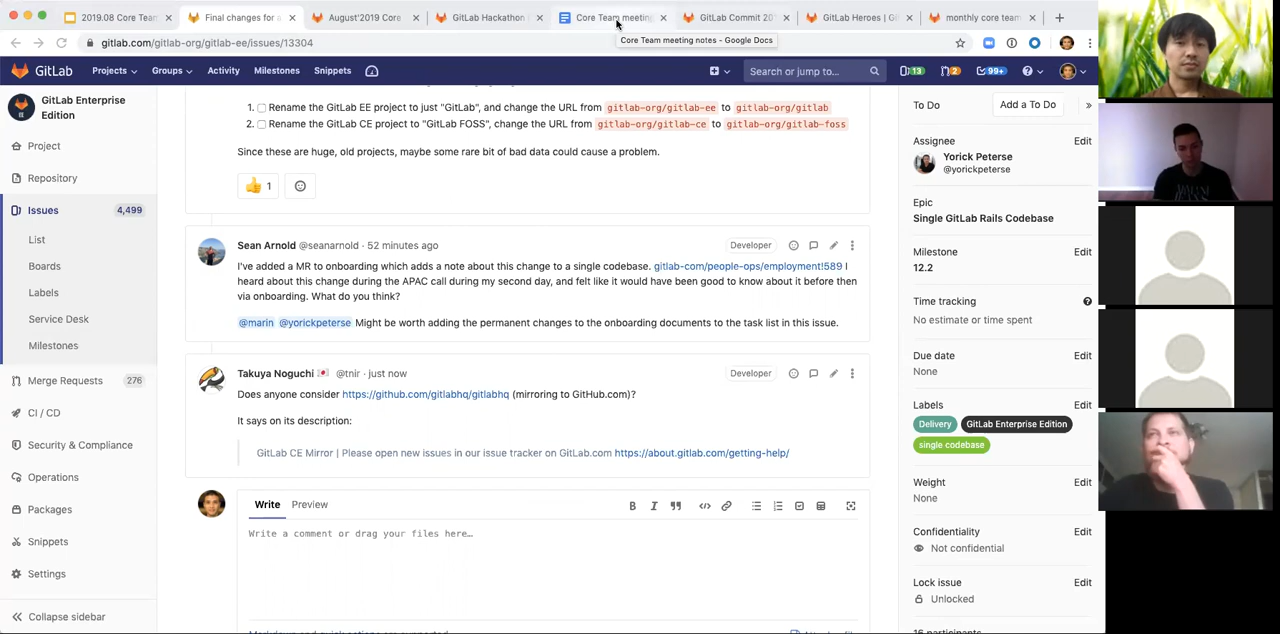 2019.08 Core Team
Final changes for a
August'2019 Core
GitLab Hackathon
Core Team meeting
GitLab Commit 201
GitLab Heroes | Gi
monthly core team
gitlab.com/gitlab-org/gitlab-ee/issues/13304
Core Team meeting notes - Google Docs
GitLab
Projects
Groups
Activity
Milestones
Snippets
Search or jump to...
13
2
99+
GitLab Enterprise
Edition
Project
Repository
Issues 4,499
List
Boards
Labels
Service Desk
Milestones
Merge Requests 276
CI / CD
Security & Compliance
Operations
Packages
Snippets
Settings
Collapse sidebar
1. Rename the GitLab EE project to just "GitLab", and change the URL from gitlab-org/gitlab-ee to gitlab-org/gitlab
2. Rename the GitLab CE project to "GitLab FOSS", change the URL from gitlab-org/gitlab-ce to gitlab-org/gitlab-foss
Since these are huge, old projects, maybe some rare bit of bad data could cause a problem.
1
Sean Arnold @seanarnold · 52 minutes ago
Developer
I've added a MR to onboarding which adds a note about this change to a single codebase. gitlab-com/people-ops/employment!589 I
heard about this change during the APAC call during my second day, and felt like it would have been good to know about it before then
via onboarding. What do you think?
@marin @yorickpeterse Might be worth adding the permanent changes to the onboarding documents to the task list in this issue.
Takuya Noguchi @tnir · just now
Developer
Does anyone consider https://github.com/gitlabhq/gitlabhq (mirroring to GitHub.com)?
It says on its description:
GitLab CE Mirror | Please open new issues in our issue tracker on GitLab.com https://about.gitlab.com/getting-help/
Write
Preview
Write a comment or drag your files here…
To Do
Add a To Do
Assignee
Edit
Yorick Peterse
@yorickpeterse
Epic
Single GitLab Rails Codebase
Milestone
Edit
12.2
Time tracking
No estimate or time spent
Due date
Edit
None
Labels
Edit
Delivery
GitLab Enterprise Edition
single codebase
Weight
Edit
None
Confidentiality
Edit
Not confidential
Lock issue
Edit
Unlocked